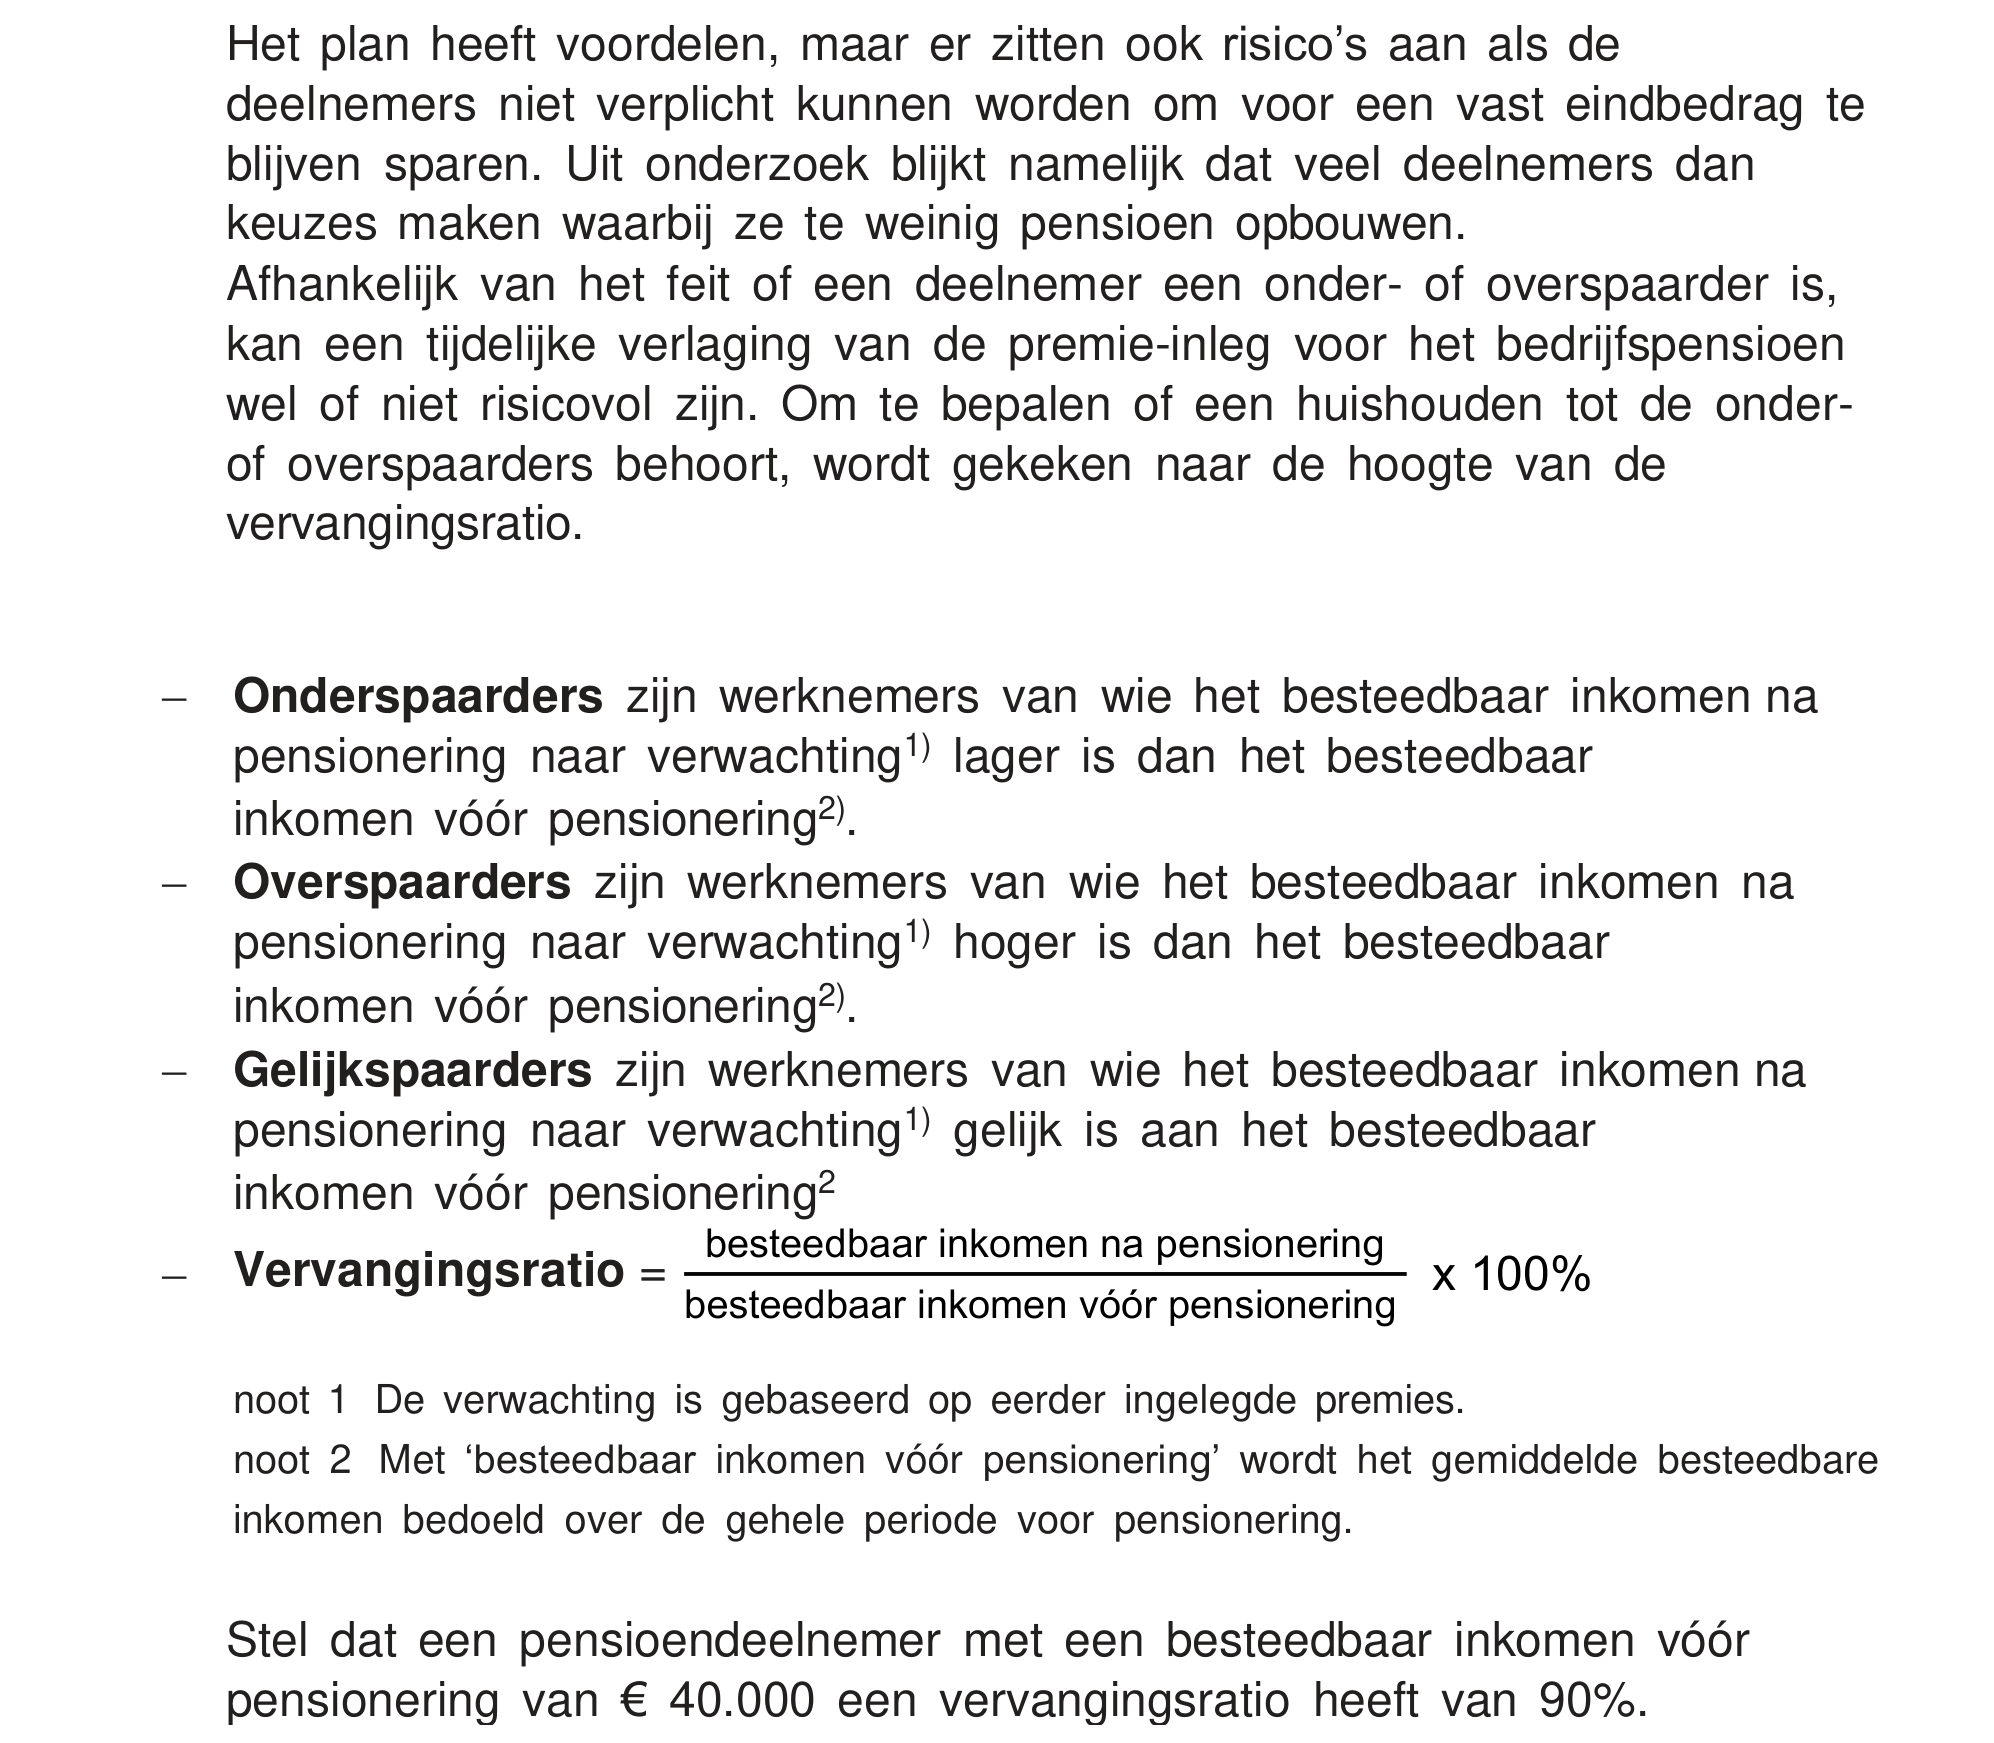 Het plan heeft voordelen, maar er zitten ook risico’s aan als de
deelnemers niet verplicht kunnen worden om voor een vast eindbedrag te
blijven sparen. Uit onderzoek blijkt namelijk dat veel deelnemers dan
keuzes maken waarbij ze te weinig pensioen opbouwen.
Afhankelijk van het feit of een deelnemer een onder- of overspaarder is,
kan een tijdelijke verlaging van de premie-inleg voor het bedrijfspensioen
wel of niet risicovol zijn. Om te bepalen of een huishouden tot de onder-
of overspaarders behoort, wordt gekeken naar de hoogte van de
vervangingsratio.
– Onderspaarders zijn werknemers van wie het besteedbaar inkomen na
pensionering naar verwachting1) lager is dan het besteedbaar
inkomen vóór pensionering2).
– Overspaarders zijn werknemers van wie het besteedbaar inkomen na
pensionering naar verwachting1) hoger is dan het besteedbaar
inkomen vóór pensionering2).
– Gelijkspaarders zijn werknemers van wie het besteedbaar inkomen na
pensionering naar verwachting1) gelijk is aan het besteedbaar
inkomen vóór pensionering2
besteedbaar inkomen na pensionering
– Vervangingsratio = x 100%
besteedbaar inkomen vóór pensionering
noot 1 De verwachting is gebaseerd op eerder ingelegde premies.
noot 2 Met ‘besteedbaar inkomen vóór pensionering’ wordt het gemiddelde besteedbare
inkomen bedoeld over de gehele periode voor pensionering.
Stel dat een pensioendeelnemer met een besteedbaar inkomen vóór
pensionering van € 40.000 een vervangingsratio heeft van 90%.